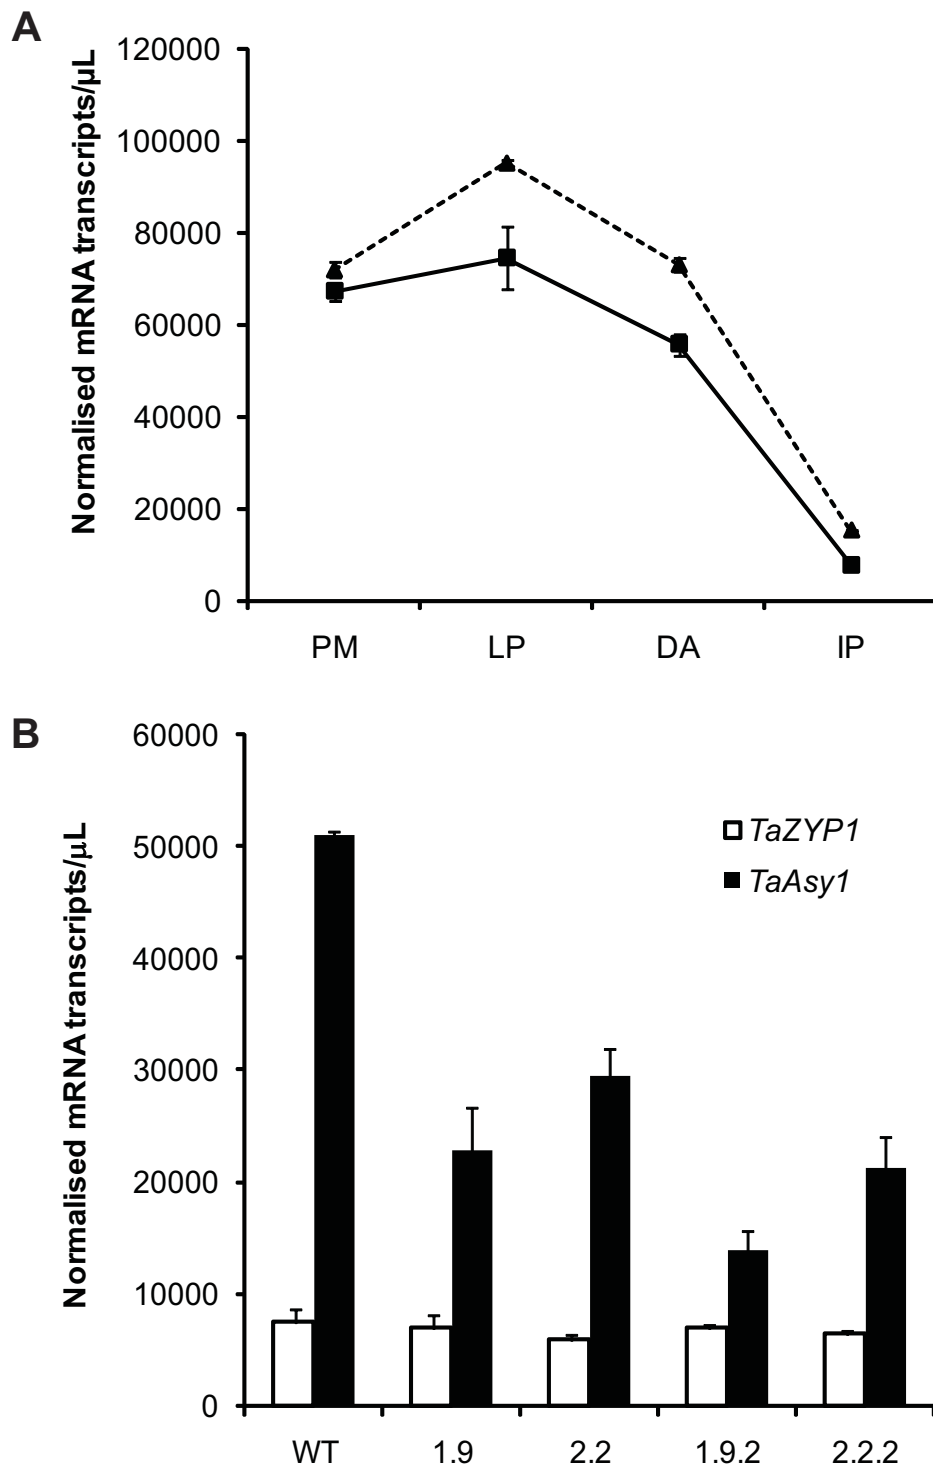 A
Normalised mRNA transcripts/μL
120000
100000
80000
60000
40000
20000
0
PM LP DA IP
B
Normalised mRNA transcripts/μL
60000
50000
40000
30000
20000
10000
0
TaZYP1
TaAsy1
WT 1.9 2.2 1.9.2 2.2.2